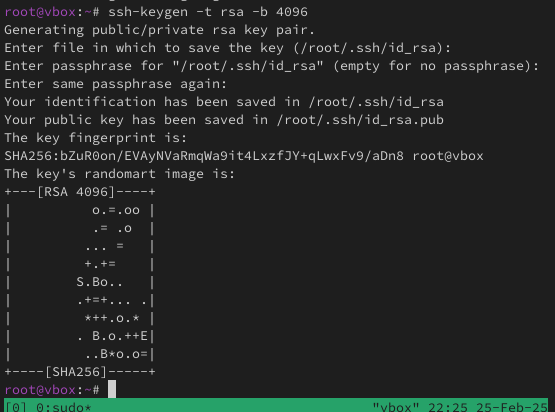 root@vbox:~# ssh-keygen -t rsa -b 4096
Generating public/private rsa key pair.
Enter file in which to save the key (/root/.ssh/id_rsa):
Enter passphrase for "/root/.ssh/id_rsa" (empty for no passphrase):
Enter same passphrase again:
Your identification has been saved in /root/.ssh/id_rsa
Your public key has been saved in /root/.ssh/id_rsa.pub
The key fingerprint is:
SHA256:bZuR0on/EVAyNVaRmqWa9it4LxzfJY+qLwxFv9/aDn8 root@vbox
The key's randomart image is:
+---[RSA 4096]----+
|          o.=.oo |
|          .= .o  |
|         ... =   |
|         +.+=    |
|        S.Bo..   |
|        .+=+... .|
|         *++.o.* |
|        . B.o.++E|
|         ..B*o.o=|
+----[SHA256]-----+
root@vbox:~#
[0] 0:sudo* "vbox" 22:25 25-Feb-25